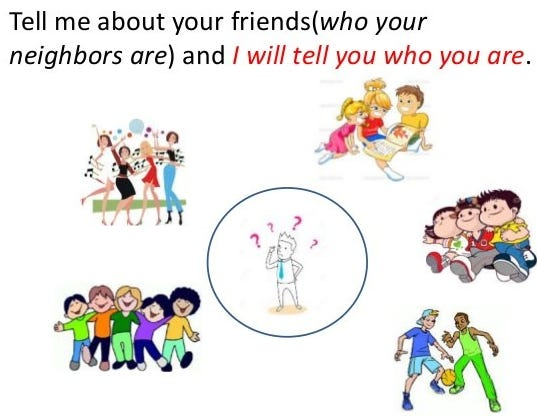 Tell me about your friends(who your
neighbors are) and I will tell you who you are.
? ? ? ?